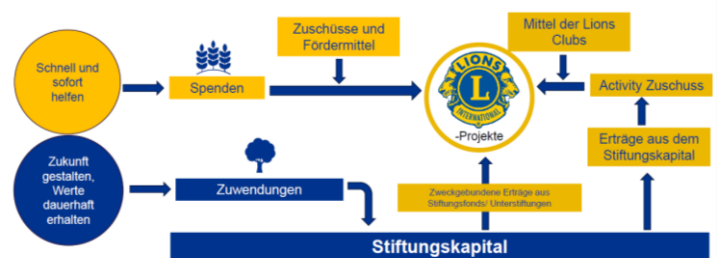 Schnell und
sofort
helfen
Spenden
Zuschüsse und
Fördermittel
LIONS
L
INTERNATIONAL
-Projekte
Mittel der Lions
Clubs
Activity Zuschuss
Erträge aus dem
Stiftungskapital
Zukunft
gestalten,
Werte
dauerhaft
erhalten
Zuwendungen
Zweckgebundene Erträge aus
Stiftungsfonds/ Unterstiftungen
Stiftungskapital